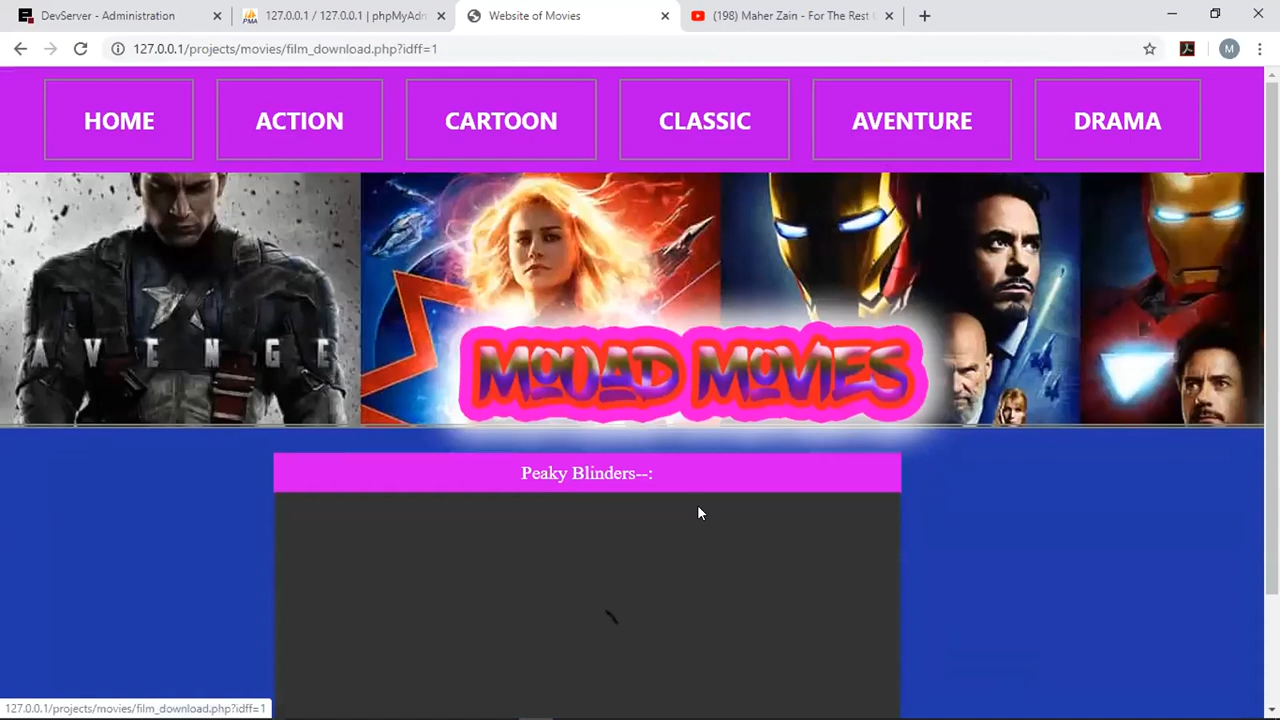 DevServer - Administration
127.0.0.1 / 127.0.0.1 | phpMyAdm
Website of Movies
(198) Maher Zain - For The Rest O
127.0.0.1/projects/movies/film_download.php?idff=1
M
HOME
ACTION
CARTOON
CLASSIC
AVENTURE
DRAMA
AVENGE
MOUAD MOVIES
Peaky Blinders--:
127.0.0.1/projects/movies/film_download.php?idff=1